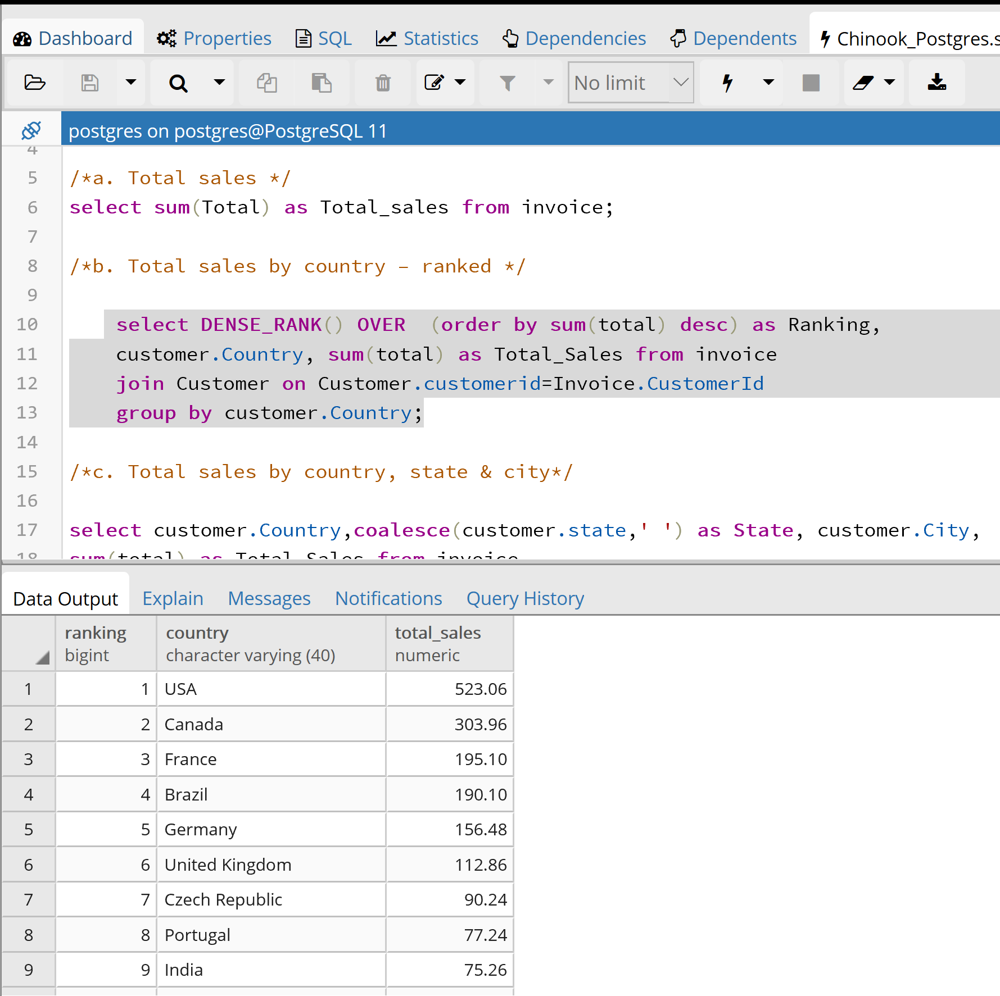 Dashboard Properties SQL Statistics Dependencies Dependents Chinook_Postgres.s
No limit
postgres on postgres@PostgreSQL 11
4
5 /*a. Total sales */
6 select sum(Total) as Total_sales from invoice;
7
8 /*b. Total sales by country – ranked */
9
10 select DENSE_RANK() OVER  (order by sum(total) desc) as Ranking,
11 customer.Country, sum(total) as Total_Sales from invoice
12 join Customer on Customer.customerid=Invoice.CustomerId
13 group by customer.Country;
14
15 /*c. Total sales by country, state & city*/
16
17 select customer.Country,coalesce(customer.state,' ') as State, customer.City,
18 sum(total) as Total_Sales from invoice
Data Output Explain Messages Notifications Query History
ranking country total_sales
bigint character varying (40) numeric
1 1 USA 523.06
2 2 Canada 303.96
3 3 France 195.10
4 4 Brazil 190.10
5 5 Germany 156.48
6 6 United Kingdom 112.86
7 7 Czech Republic 90.24
8 8 Portugal 77.24
9 9 India 75.26